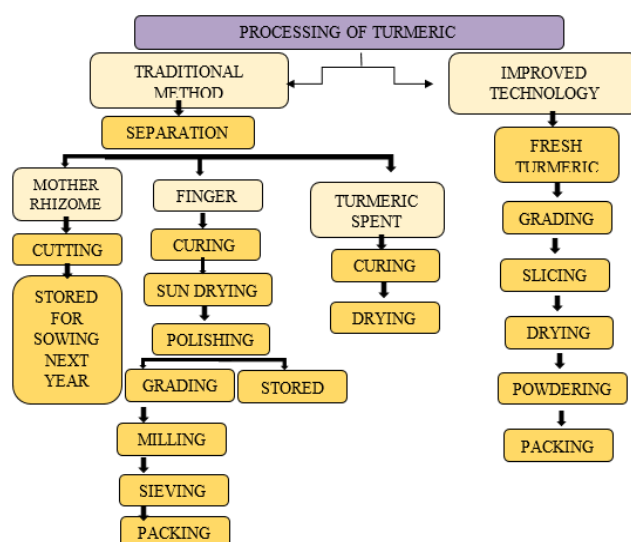 PROCESSING OF TURMERIC
TRADITIONAL
METHOD
SEPARATION
MOTHER
RHIZOME
CUTTING
STORED
FOR
SOWING
NEXT
YEAR
FINGER
CURING
SUN DRYING
POLISHING
GRADING
STORED
MILLING
SIEVING
PACKING
TURMERIC
SPENT
CURING
DRYING
IMPROVED
TECHNOLOGY
FRESH
TURMERIC
GRADING
SLICING
DRYING
POWDERING
PACKING